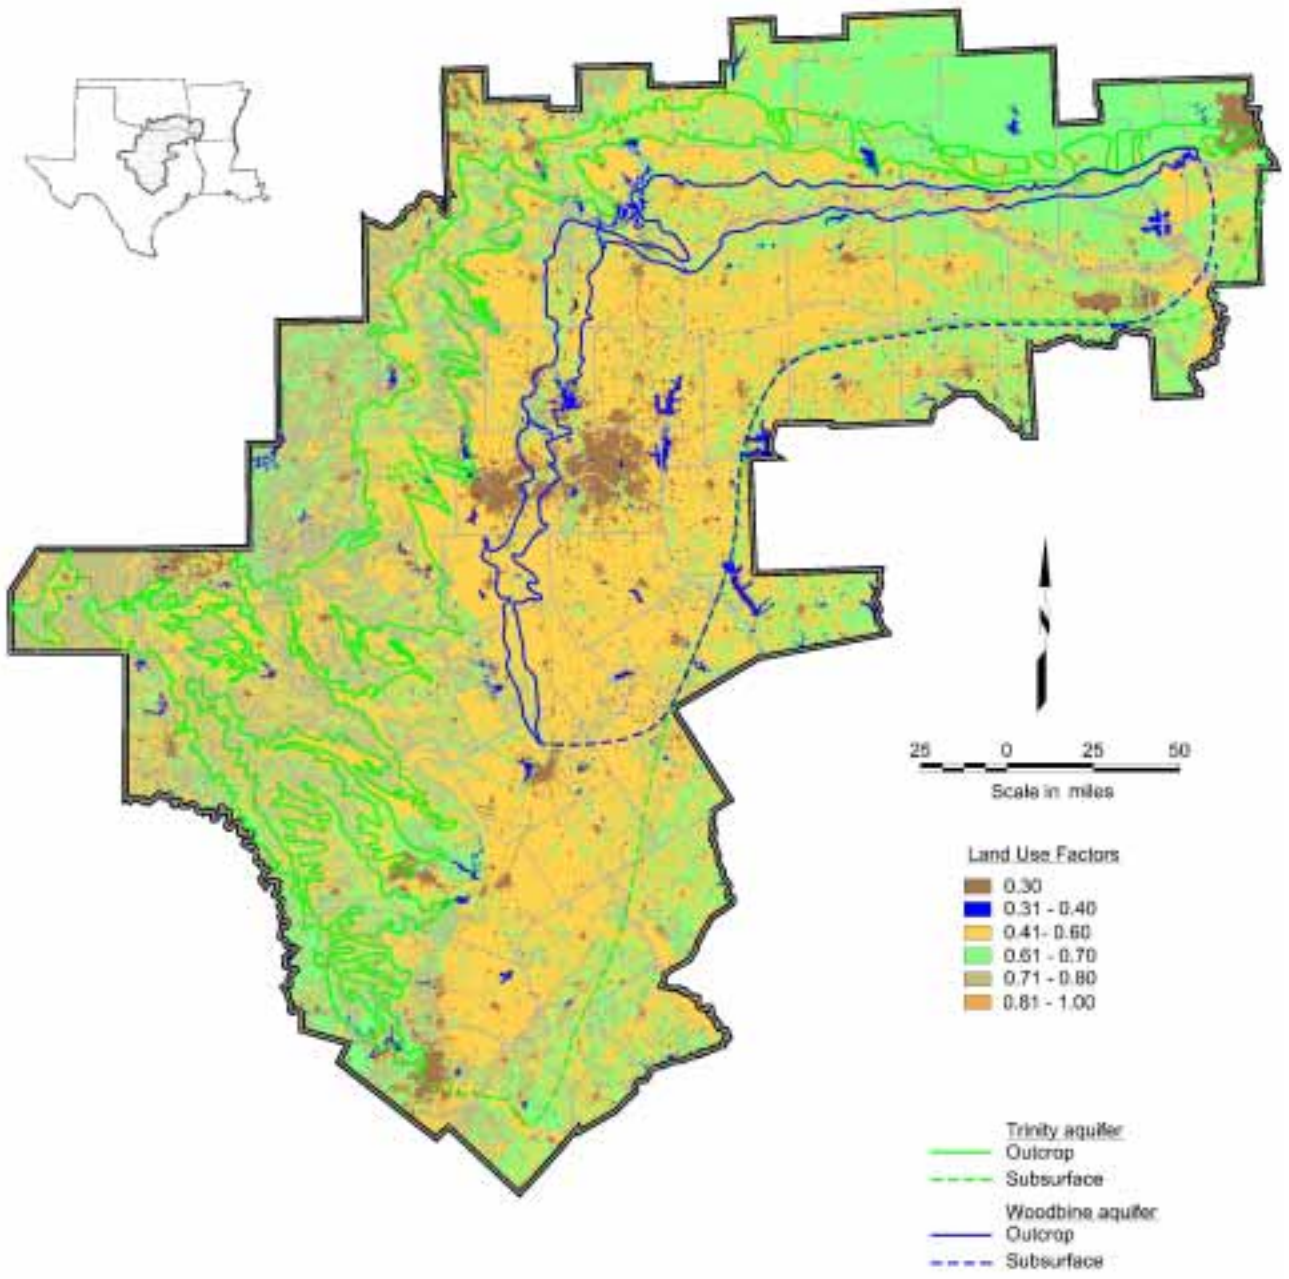 25 0 25 50
Scale in miles
Land Use Factors
0.30
0.31 - 0.40
0.41- 0.60
0.61 - 0.70
0.71 - 0.80
0.81 - 1.00
Trinity aquifer
Outcrop
Subsurface
Woodbine aquifer
Outcrop
Subsurface